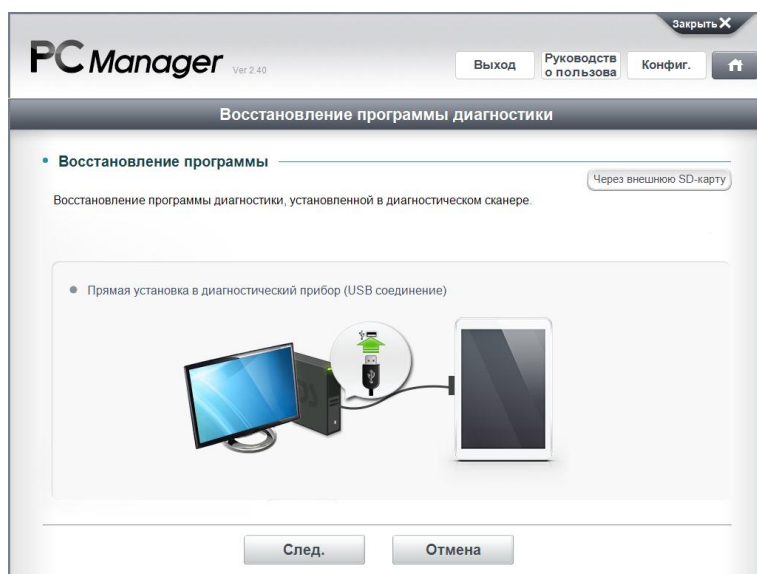 Закрыть X
PC Manager Ver 2.40
Выход
Руководств
о пользова
Конфиг.
Восстановление программы диагностики
• Восстановление программы
Через внешнюю SD-карту
Восстановление программы диагностики, установленной в диагностическом сканере.
• Прямая установка в диагностический прибор (USB соединение)
След.
Отмена